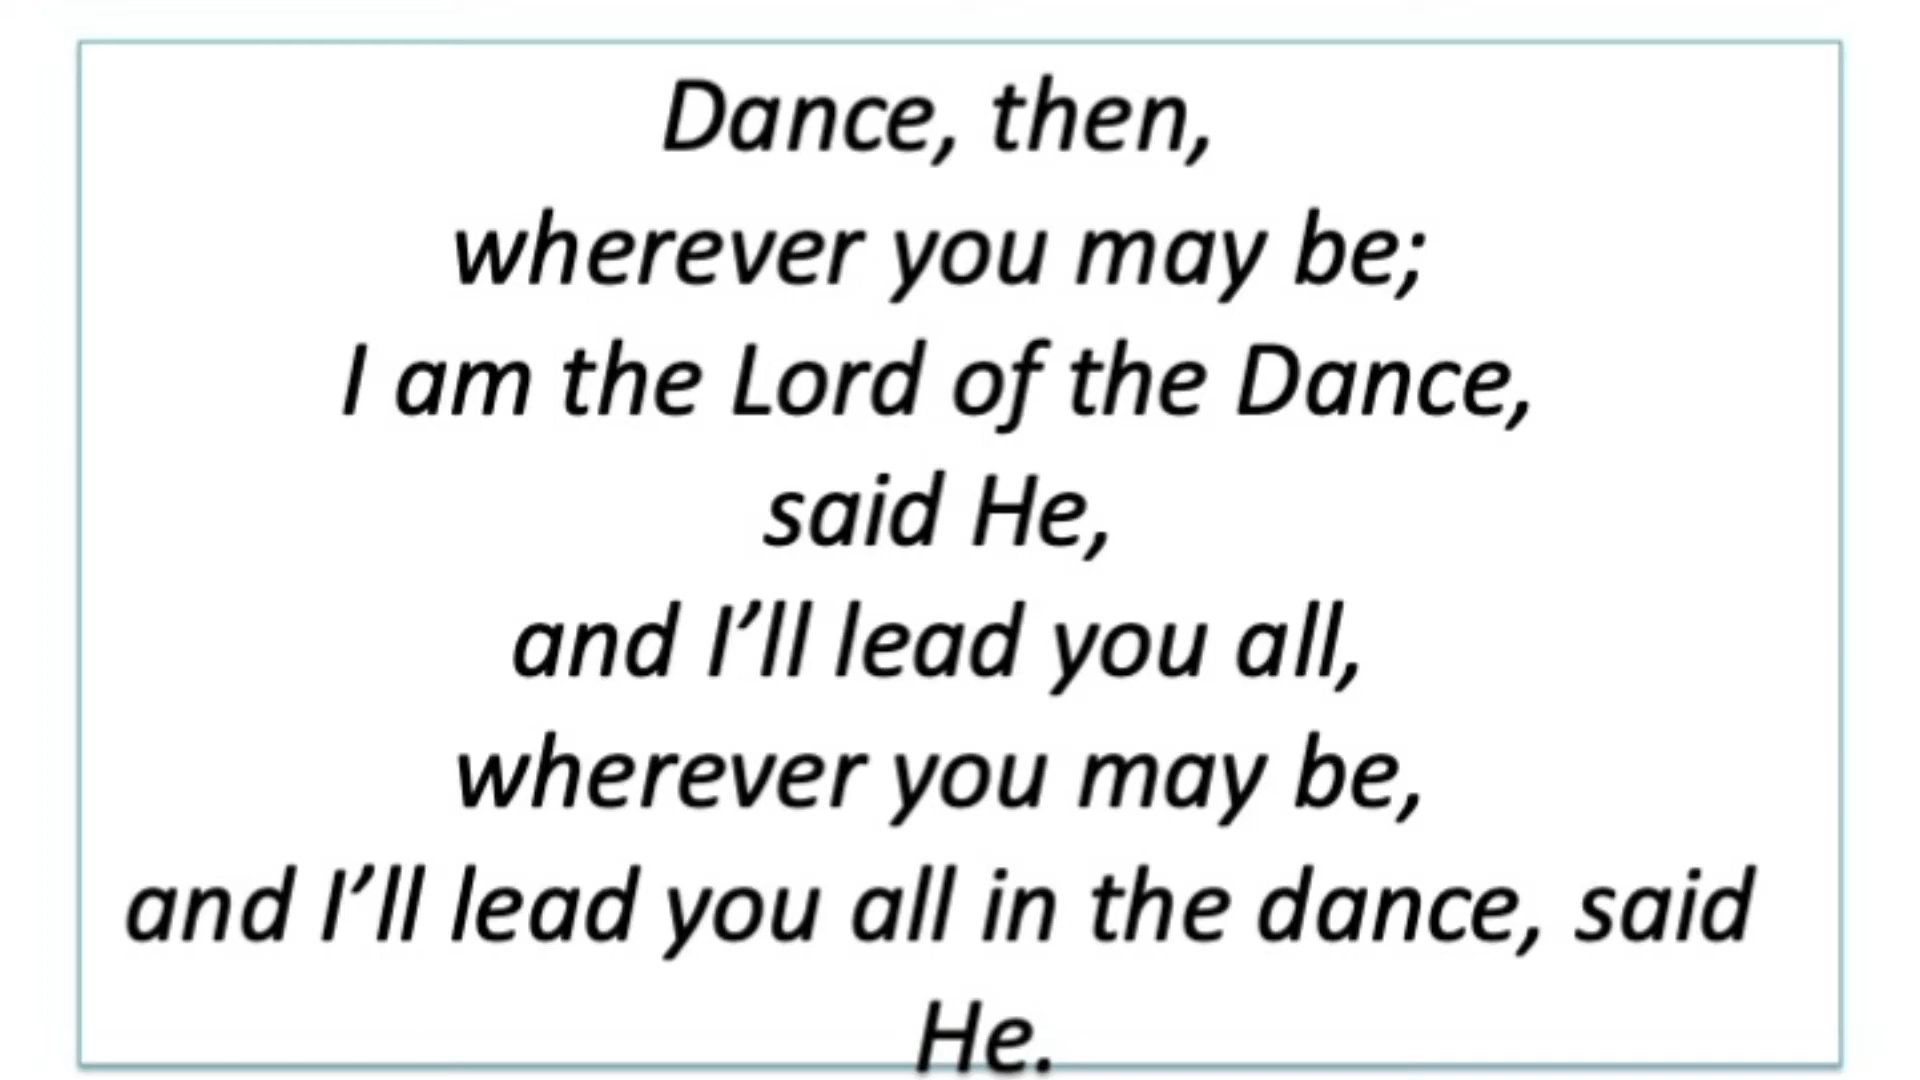 Dance, then,
wherever you may be;
I am the Lord of the Dance,
said He,
and I’ll lead you all,
wherever you may be,
and I’ll lead you all in the dance, said
He.